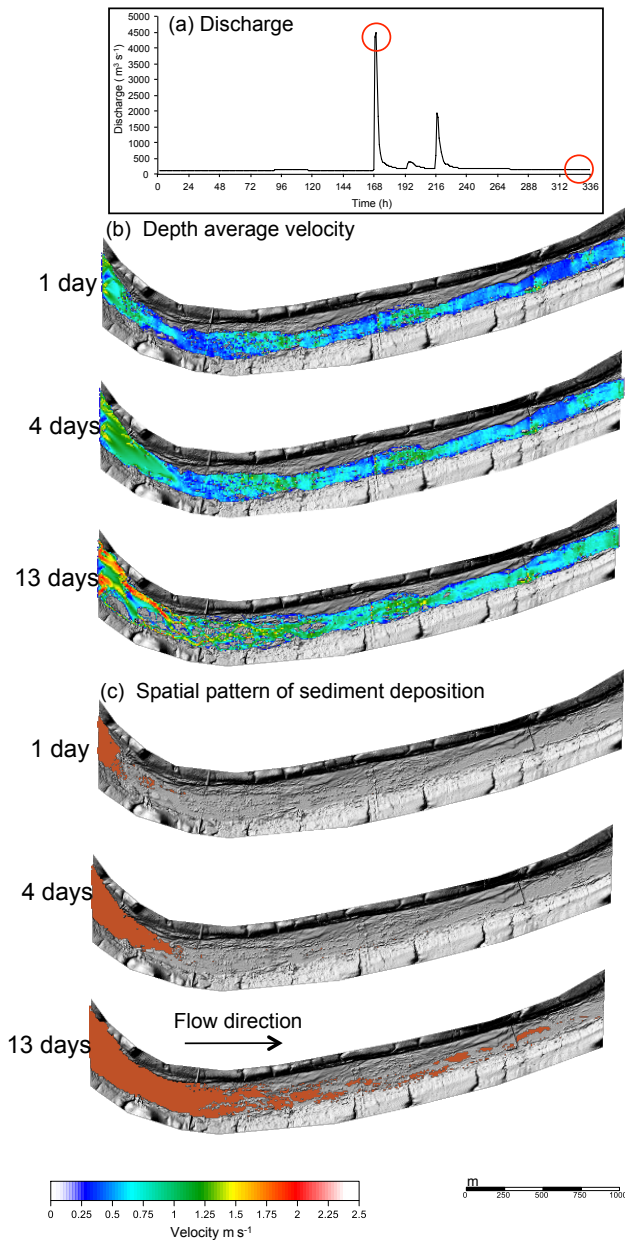 (a) Discharge
5000
4500
4000
3500
3000
2500
2000
1500
1000
500
0
Discharge ( m³ s⁻¹)
0 24 48 72 96 120 144 168 192 216 240 264 288 312 336
Time (h)
(b) Depth average velocity
1 day
4 days
13 days
(c) Spatial pattern of sediment deposition
1 day
4 days
Flow direction
13 days
0 0.25 0.5 0.75 1 1.25 1.5 1.75 2 2.25 2.5
Velocity m s⁻¹
m
0 250 500 750 1000